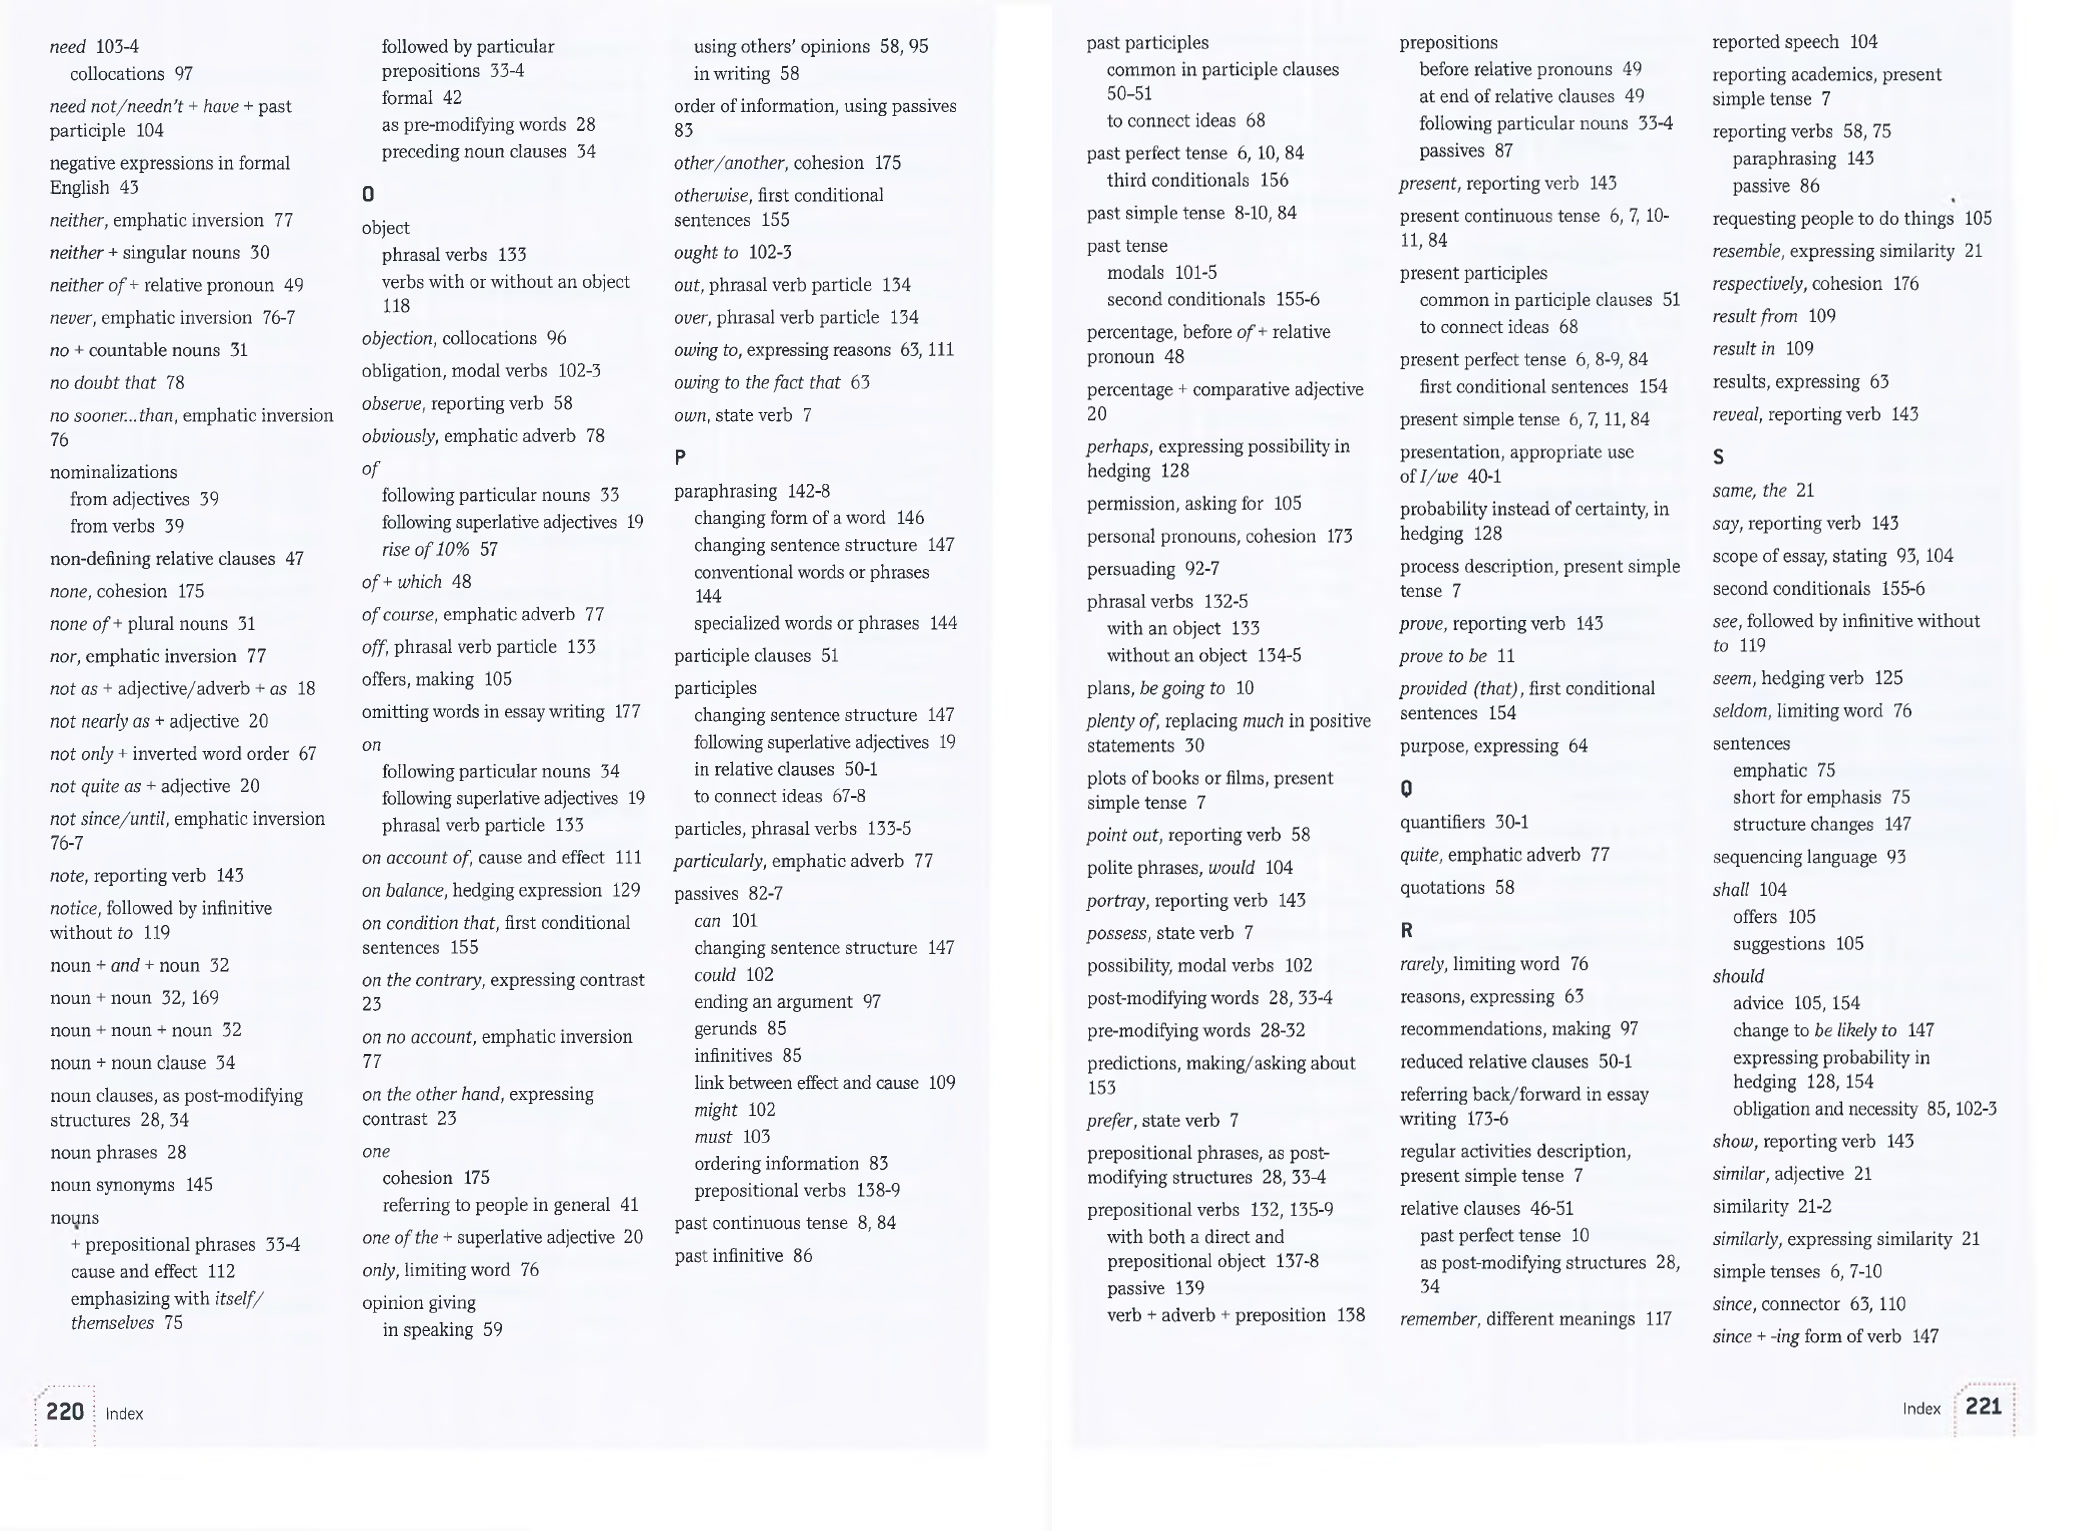 need 103-4
collocations 97
need not/needn't + have + past
participle 104
negative expressions in formal
English 43
neither, emphatic inversion 77
neither + singular nouns 30
neither of + relative pronoun 49
never, emphatic inversion 76-7
no + countable nouns 31
no doubt that 78
no sooner...than, emphatic inversion
76
nominalizations
from adjectives 39
from verbs 39
non-defining relative clauses 47
none, cohesion 175
none of + plural nouns 31
nor, emphatic inversion 77
not as + adjective/adverb + as 18
not nearly as + adjective 20
not only + inverted word order 67
not quite as + adjective 20
not since/until, emphatic inversion
76-7
note, reporting verb 143
notice, followed by infinitive
without to 119
noun + and + noun 32
noun + noun 32, 169
noun + noun + noun 32
noun + noun clause 34
noun clauses, as post-modifying
structures 28, 34
noun phrases 28
noun synonyms 145
nouns
+ prepositional phrases 33-4
cause and effect 112
emphasizing with itself/
themselves 75
followed by particular
prepositions 33-4
formal 42
as pre-modifying words 28
preceding noun clauses 34
O
object
phrasal verbs 133
verbs with or without an object
118
objection, collocations 96
obligation, modal verbs 102-3
observe, reporting verb 58
obviously, emphatic adverb 78
of
following particular nouns 33
following superlative adjectives 19
rise of 10% 57
of + which 48
of course, emphatic adverb 77
off, phrasal verb particle 133
offers, making 105
omitting words in essay writing 177
on
following particular nouns 34
following superlative adjectives 19
phrasal verb particle 133
on account of, cause and effect 111
on balance, hedging expression 129
on condition that, first conditional
sentences 155
on the contrary, expressing contrast
23
on no account, emphatic inversion
77
on the other hand, expressing
contrast 23
one
cohesion 175
referring to people in general 41
one of the + superlative adjective 20
only, limiting word 76
opinion giving
in speaking 59
using others' opinions 58, 95
in writing 58
order of information, using passives
83
other/another, cohesion 175
otherwise, first conditional
sentences 155
ought to 102-3
out, phrasal verb particle 134
over, phrasal verb particle 134
owing to, expressing reasons 63, 111
owing to the fact that 63
own, state verb 7
P
paraphrasing 142-8
changing form of a word 146
changing sentence structure 147
conventional words or phrases
144
specialized words or phrases 144
participle clauses 51
participles
changing sentence structure 147
following superlative adjectives 19
in relative clauses 50-1
to connect ideas 67-8
particles, phrasal verbs 133-5
particularly, emphatic adverb 77
passives 82-7
can 101
changing sentence structure 147
could 102
ending an argument 97
gerunds 85
infinitives 85
link between effect and cause 109
might 102
must 103
ordering information 83
prepositional verbs 138-9
past continuous tense 8, 84
past infinitive 86
220 Index
past participles
common in participle clauses
50–51
to connect ideas 68
past perfect tense 6, 10, 84
third conditionals 156
past simple tense 8-10, 84
past tense
modals 101-5
second conditionals 155-6
percentage, before of + relative
pronoun 48
percentage + comparative adjective
20
perhaps, expressing possibility in
hedging 128
permission, asking for 105
personal pronouns, cohesion 173
persuading 92-7
phrasal verbs 132-5
with an object 133
without an object 134-5
plans, be going to 10
plenty of, replacing much in positive
statements 30
plots of books or films, present
simple tense 7
point out, reporting verb 58
polite phrases, would 104
portray, reporting verb 143
possess, state verb 7
possibility, modal verbs 102
post-modifying words 28, 33-4
pre-modifying words 28-32
predictions, making/asking about
153
prefer, state verb 7
prepositional phrases, as post-
modifying structures 28, 33-4
prepositional verbs 132, 135-9
with both a direct and
prepositional object 137-8
passive 139
verb + adverb + preposition 138
prepositions
before relative pronouns 49
at end of relative clauses 49
following particular nouns 33-4
passives 87
present, reporting verb 143
present continuous tense 6, 7, 10-
11, 84
present participles
common in participle clauses 51
to connect ideas 68
present perfect tense 6, 8-9, 84
first conditional sentences 154
present simple tense 6, 7, 11, 84
presentation, appropriate use
of I/we 40-1
probability instead of certainty, in
hedging 128
process description, present simple
tense 7
prove, reporting verb 143
prove to be 11
provided (that), first conditional
sentences 154
purpose, expressing 64
Q
quantifiers 30-1
quite, emphatic adverb 77
quotations 58
R
rarely, limiting word 76
reasons, expressing 63
recommendations, making 97
reduced relative clauses 50-1
referring back/forward in essay
writing 173-6
regular activities description,
present simple tense 7
relative clauses 46-51
past perfect tense 10
as post-modifying structures 28,
34
remember, different meanings 117
reported speech 104
reporting academics, present
simple tense 7
reporting verbs 58, 75
paraphrasing 143
passive 86
requesting people to do things 105
resemble, expressing similarity 21
respectively, cohesion 176
result from 109
result in 109
results, expressing 63
reveal, reporting verb 143
S
same, the 21
say, reporting verb 143
scope of essay, stating 93, 104
second conditionals 155-6
see, followed by infinitive without
to 119
seem, hedging verb 125
seldom, limiting word 76
sentences
emphatic 75
short for emphasis 75
structure changes 147
sequencing language 93
shall 104
offers 105
suggestions 105
should
advice 105, 154
change to be likely to 147
expressing probability in
hedging 128, 154
obligation and necessity 85, 102-3
show, reporting verb 143
similar, adjective 21
similarity 21-2
similarly, expressing similarity 21
simple tenses 6, 7-10
since, connector 63, 110
since + -ing form of verb 147
Index 221